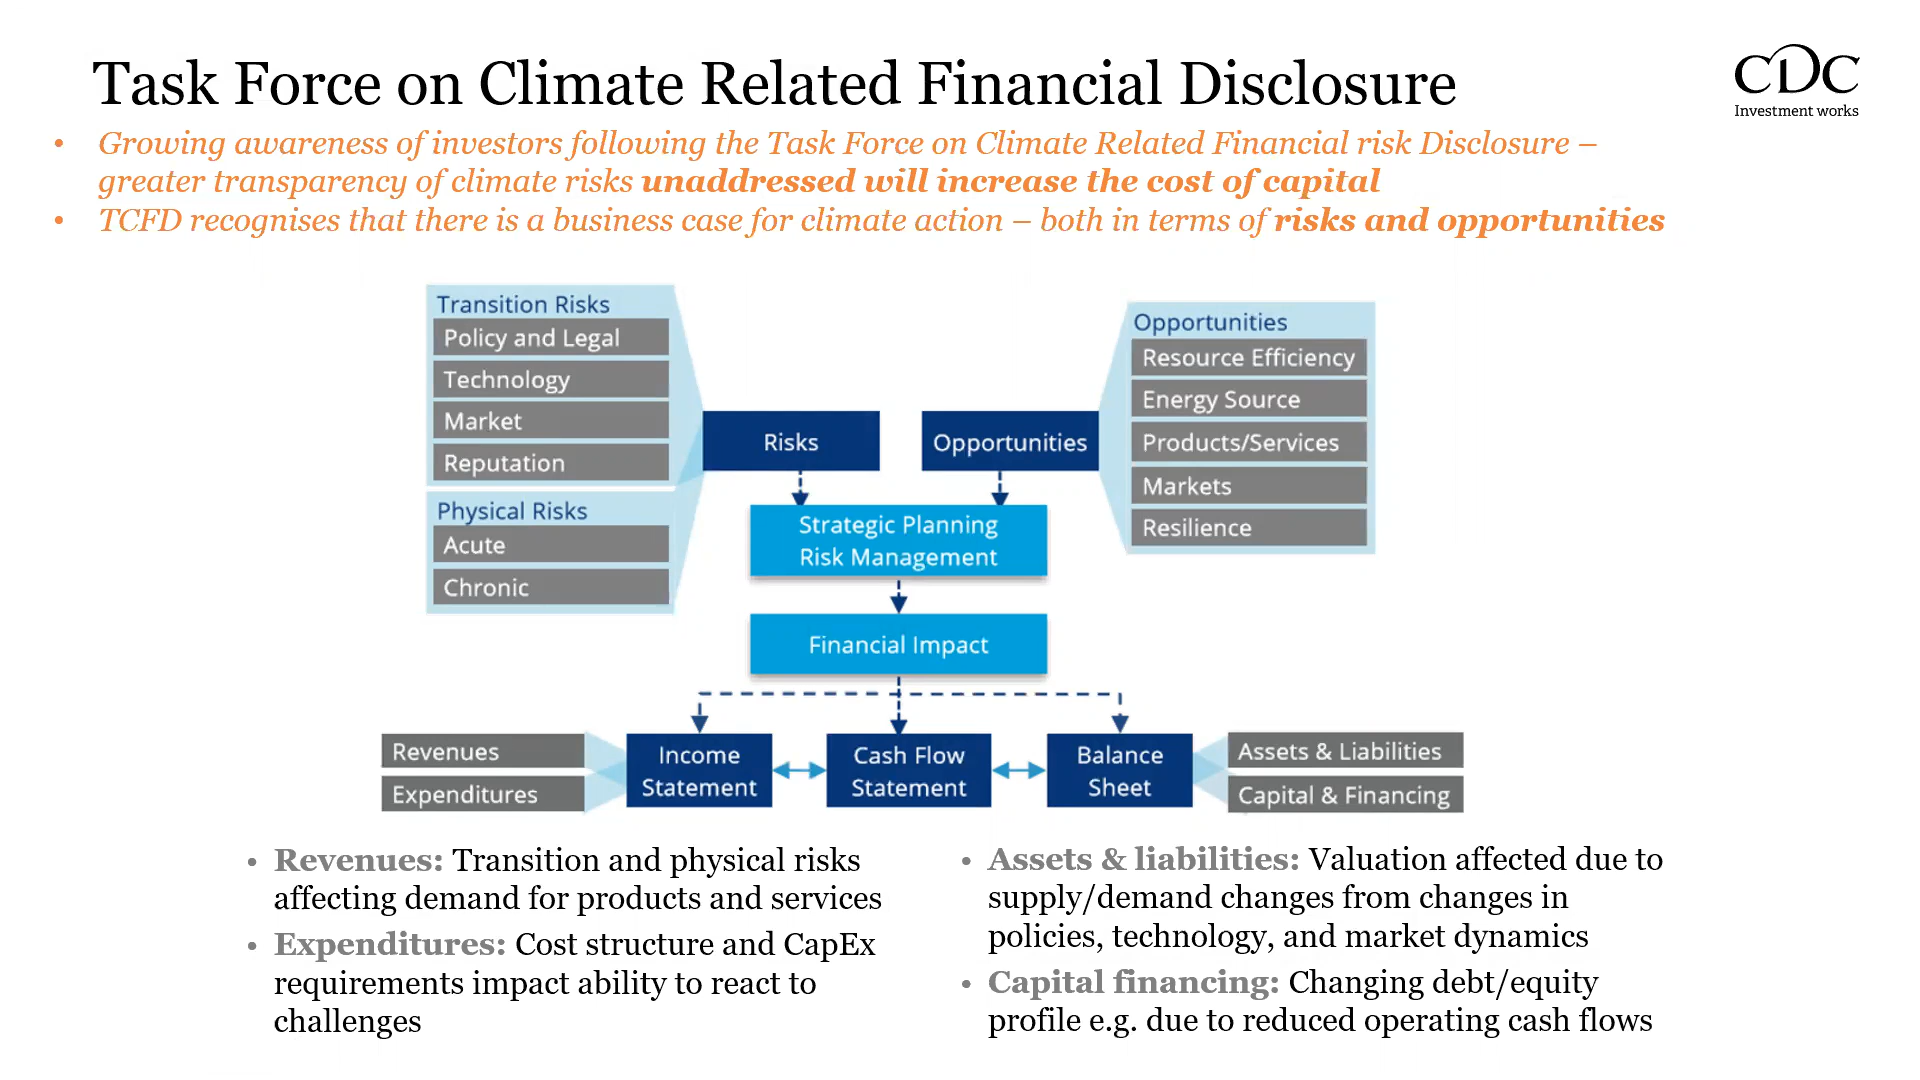 Task Force on Climate Related Financial Disclosure
CDC
Investment works
• Growing awareness of investors following the Task Force on Climate Related Financial risk Disclosure –
greater transparency of climate risks unaddressed will increase the cost of capital
• TCFD recognises that there is a business case for climate action – both in terms of risks and opportunities
Transition Risks
Policy and Legal
Technology
Market
Reputation
Physical Risks
Acute
Chronic
Risks
Opportunities
Opportunities
Resource Efficiency
Energy Source
Products/Services
Markets
Resilience
Strategic Planning
Risk Management
Financial Impact
Revenues
Expenditures
Income
Statement
Cash Flow
Statement
Balance
Sheet
Assets & Liabilities
Capital & Financing
• Revenues: Transition and physical risks
affecting demand for products and services
• Expenditures: Cost structure and CapEx
requirements impact ability to react to
challenges
• Assets & liabilities: Valuation affected due to
supply/demand changes from changes in
policies, technology, and market dynamics
• Capital financing: Changing debt/equity
profile e.g. due to reduced operating cash flows